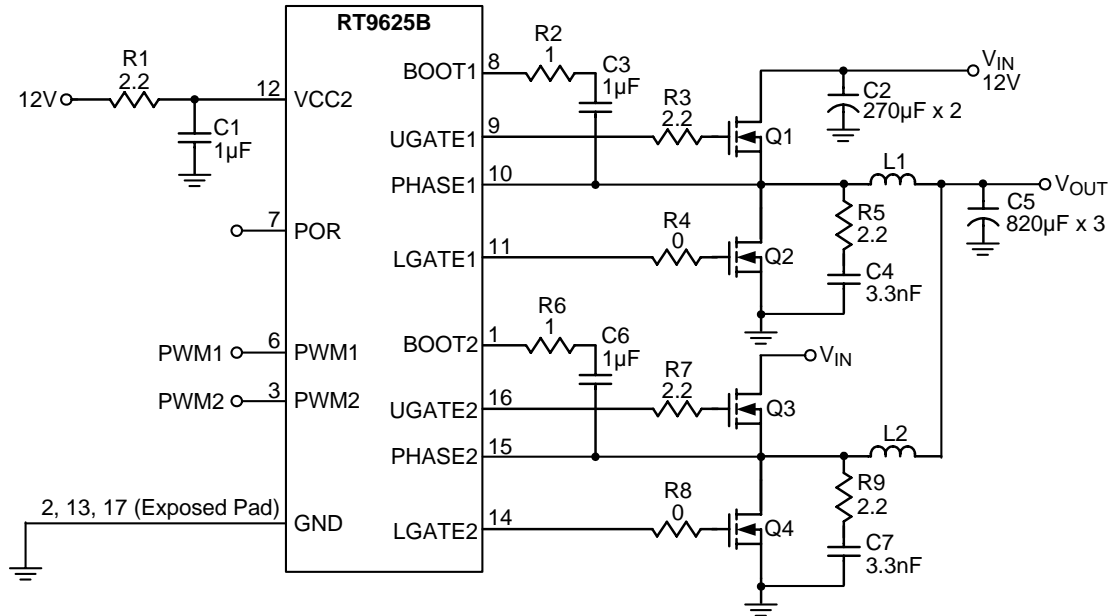 RT9625B
R1
2.2
12V
12
VCC2
C1
1µF
7
POR
PWM1
6
PWM1
PWM2
3
PWM2
2, 13, 17 (Exposed Pad)
GND
BOOT1
8
R2
1
C3
1µF
UGATE1
9
R3
2.2
Q1
VIN
12V
C2
270µF x 2
PHASE1
10
L1
VOUT
C5
820µF x 3
LGATE1
11
R4
0
Q2
R5
2.2
C4
3.3nF
BOOT2
1
R6
1
C6
1µF
VIN
UGATE2
16
R7
2.2
Q3
PHASE2
15
L2
LGATE2
14
R8
0
Q4
R9
2.2
C7
3.3nF